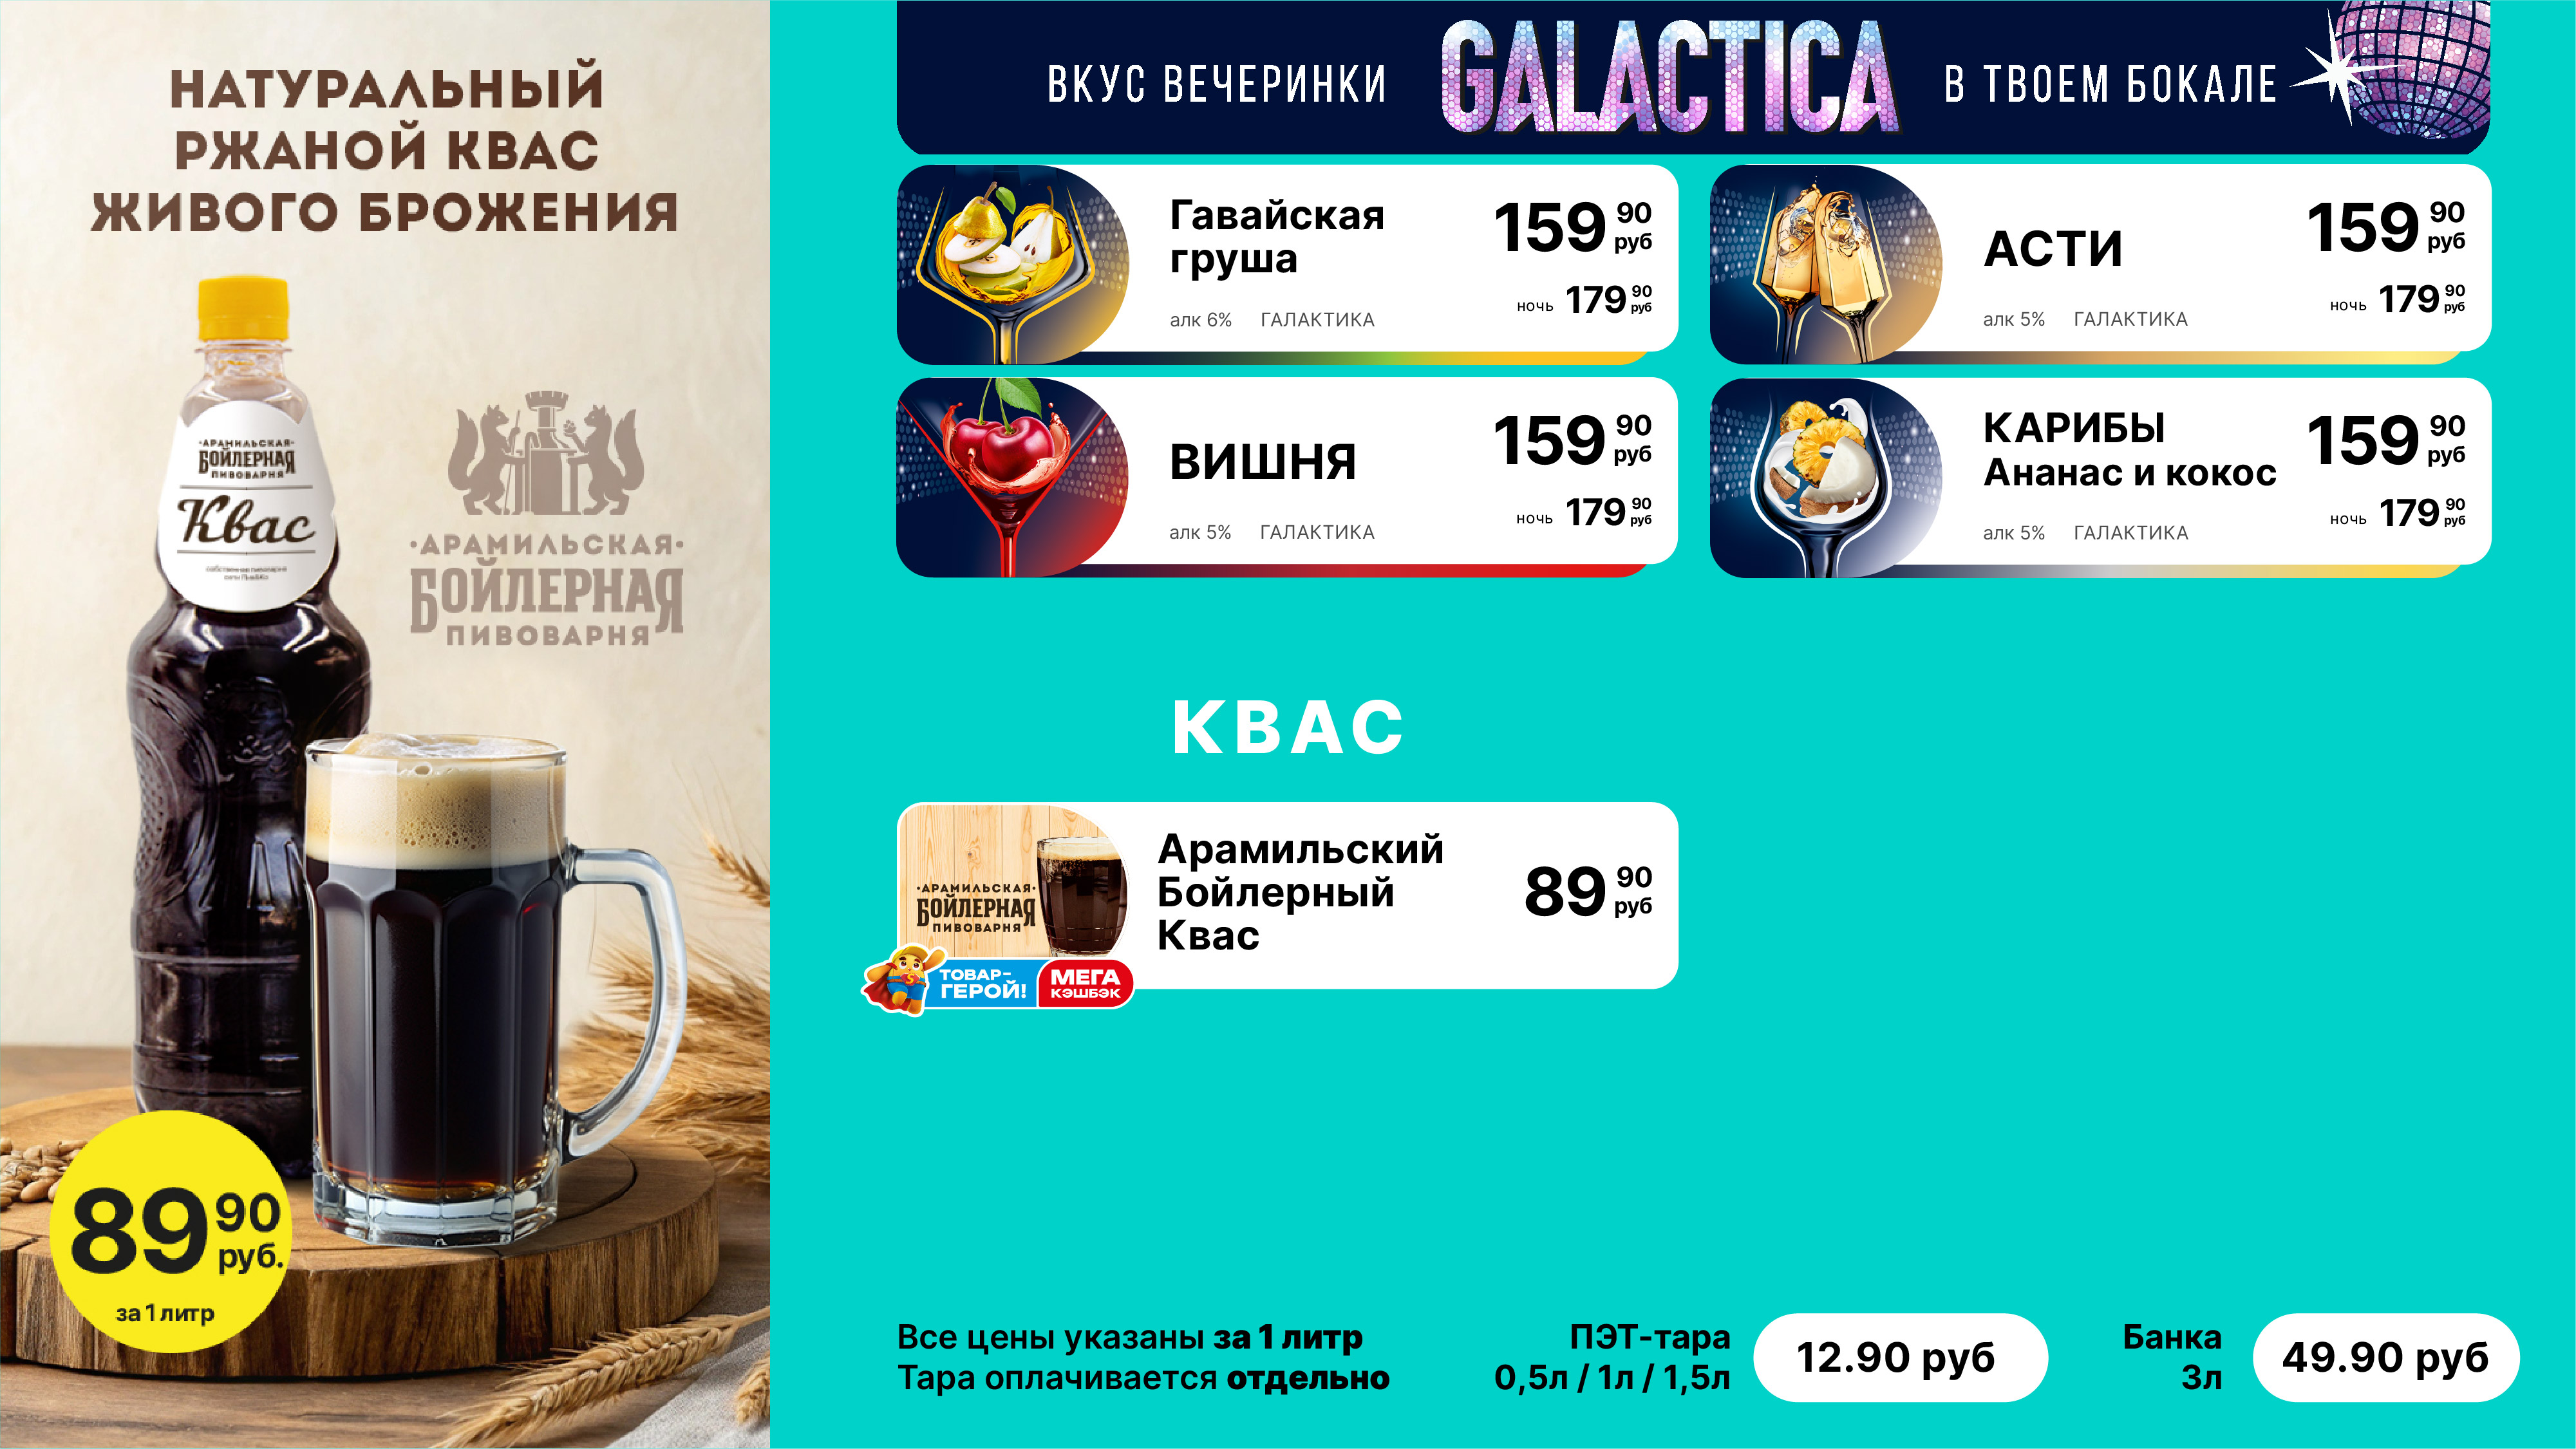 НАТУРАЛЬНЫЙ
РЖАНОЙ КВАС
ЖИВОГО БРОЖЕНИЯ
·АРАМИЛЬСКАЯ·
БОЙЛЕРНАЯ
ПИВОВАРНЯ
Квас
·АРАМИЛЬСКАЯ·
БОЙЛЕРНАЯ
ПИВОВАРНЯ
89 90
руб.
за 1 литр
ВКУС ВЕЧЕРИНКИ GALACTICA В ТВОЕМ БОКАЛЕ
Гавайская
груша
159 90 руб
ночь 179 90 руб
алк 6% ГАЛАКТИКА
АСТИ
159 90 руб
ночь 179 90 руб
алк 5% ГАЛАКТИКА
ВИШНЯ
159 90 руб
ночь 179 90 руб
алк 5% ГАЛАКТИКА
КАРИБЫ
Ананас и кокос
159 90 руб
ночь 179 90 руб
алк 5% ГАЛАКТИКА
КВАС
·АРАМИЛЬСКАЯ·
БОЙЛЕРНАЯ
ПИВОВАРНЯ
ТОВАР-
ГЕРОЙ!
МЕГА
КЭШБЭК
Арамильский
Бойлерный
Квас
89 90 руб
Все цены указаны за 1 литр
Тара оплачивается отдельно
ПЭТ-тара
0,5л / 1л / 1,5л
12.90 руб
Банка
3л
49.90 руб